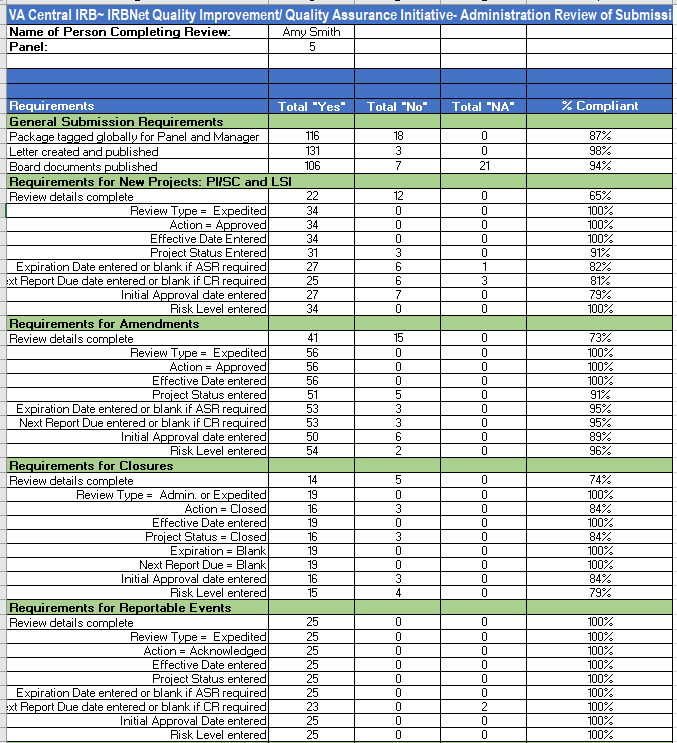 VA Central IRB~ IRBNet Quality Improvement/ Quality Assurance Initiative- Administration Review of Submissi
Name of Person Completing Review: Amy Smith
Panel: 5
Requirements Total "Yes" Total "No" Total "NA" % Compliant
General Submission Requirements
Package tagged globally for Panel and Manager 116 18 0 87%
Letter created and published 131 3 0 98%
Board documents published 106 7 21 94%
Requirements for New Projects: PI/SC and LSI
Review details complete 22 12 0 65%
Review Type = Expedited 34 0 0 100%
Action = Approved 34 0 0 100%
Effective Date Entered 34 0 0 100%
Project Status Entered 31 3 0 91%
Expiration Date entered or blank if ASR required 27 6 1 82%
xt Report Due date entered or blank if CR required 25 6 3 81%
Initial Approval date entered 27 7 0 79%
Risk Level entered 34 0 0 100%
Requirements for Amendments
Review details complete 41 15 0 73%
Review Type = Expedited 56 0 0 100%
Action = Approved 56 0 0 100%
Effective Date entered 56 0 0 100%
Project Status entered 51 5 0 91%
Expiration Date entered or blank if ASR required 53 3 0 95%
Next Report Due entered or blank if CR required 53 3 0 95%
Initial Approval date entered 50 6 0 89%
Risk Level entered 54 2 0 96%
Requirements for Closures
Review details complete 14 5 0 74%
Review Type = Admin. or Expedited 19 0 0 100%
Action = Closed 16 3 0 84%
Effective Date entered 19 0 0 100%
Project Status = Closed 16 3 0 84%
Expiration = Blank 19 0 0 100%
Next Report Due = Blank 19 0 0 100%
Initial Approval date entered 16 3 0 84%
Risk Level entered 15 4 0 79%
Requirements for Reportable Events
Review details complete 25 0 0 100%
Review Type = Expedited 25 0 0 100%
Action = Acknowledged 25 0 0 100%
Effective Date entered 25 0 0 100%
Project Status entered 25 0 0 100%
Expiration Date entered or blank if ASR required 25 0 0 100%
xt Report Due date entered or blank if CR required 23 0 2 100%
Initial Approval Date entered 25 0 0 100%
Risk Level entered 25 0 0 100%